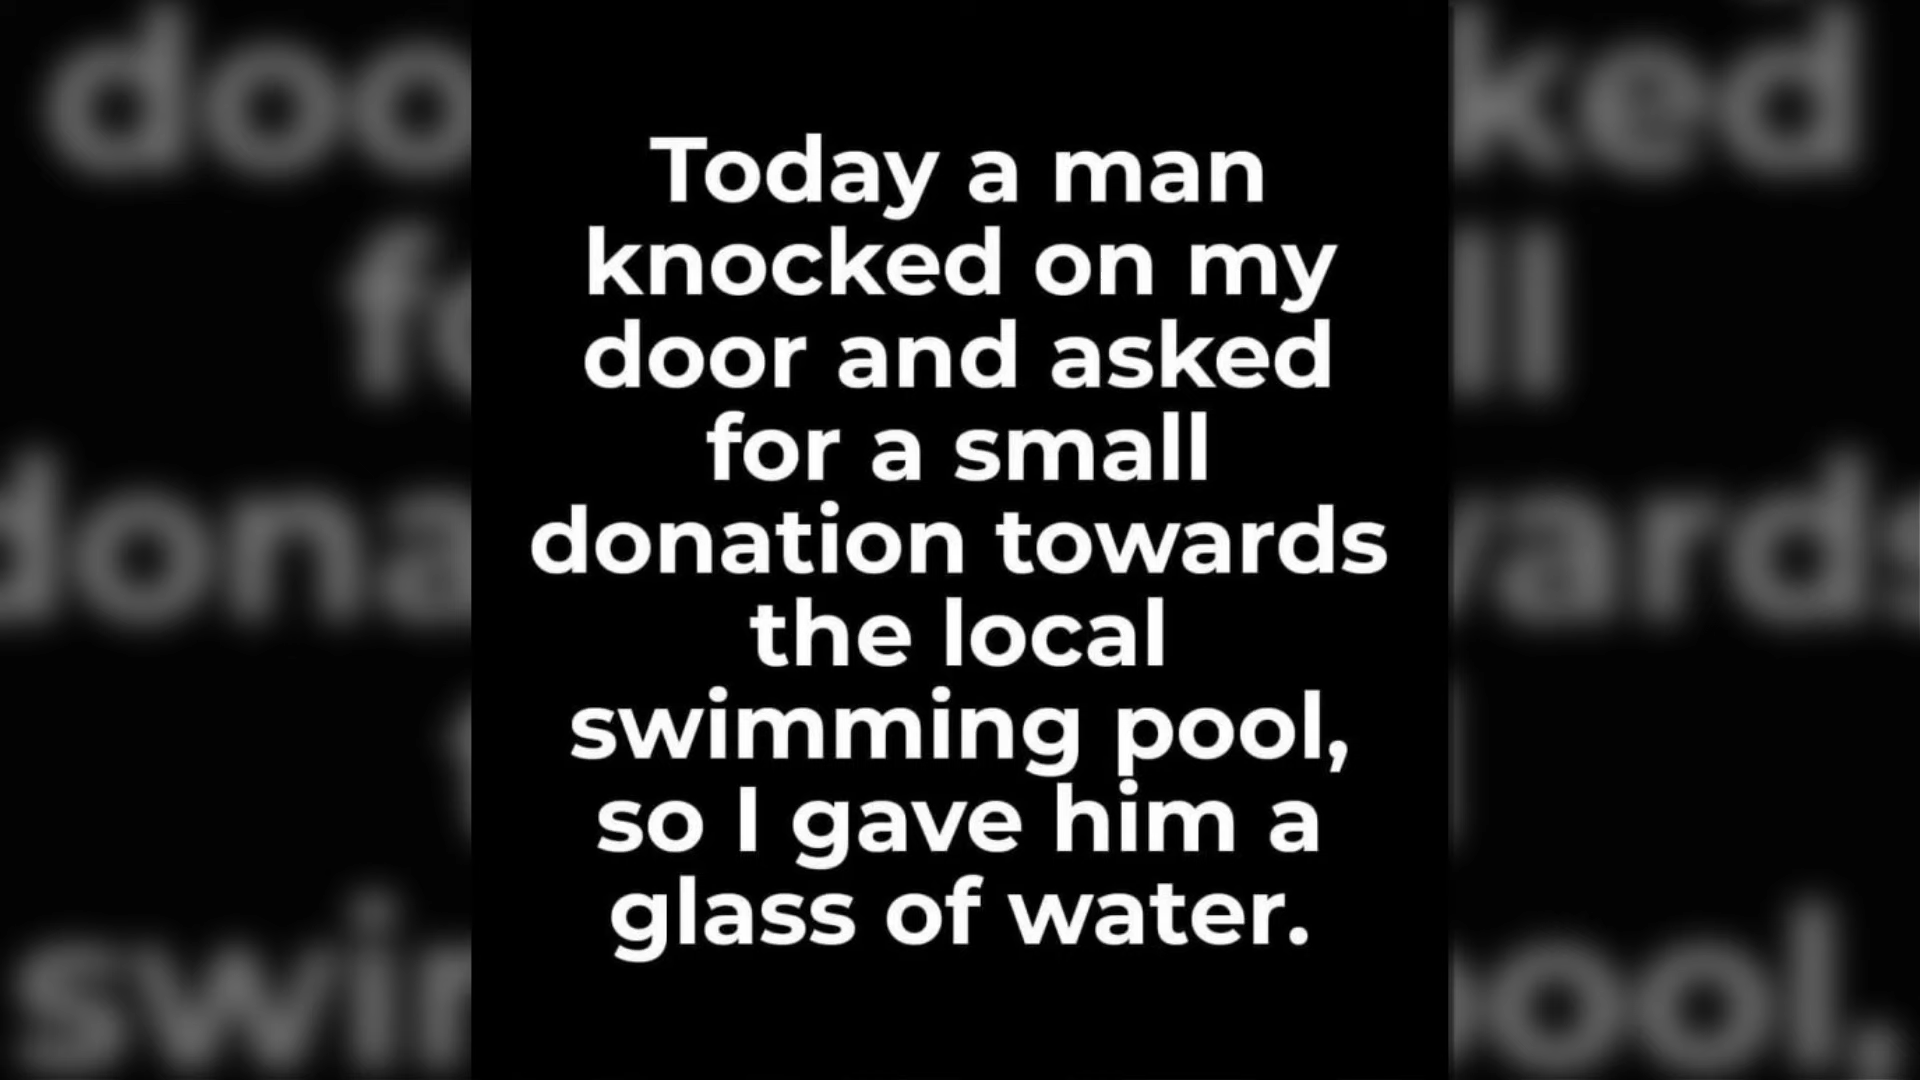 Today a man
knocked on my
door and asked
for a small
donation towards
the local
swimming pool,
so I gave him a
glass of water.